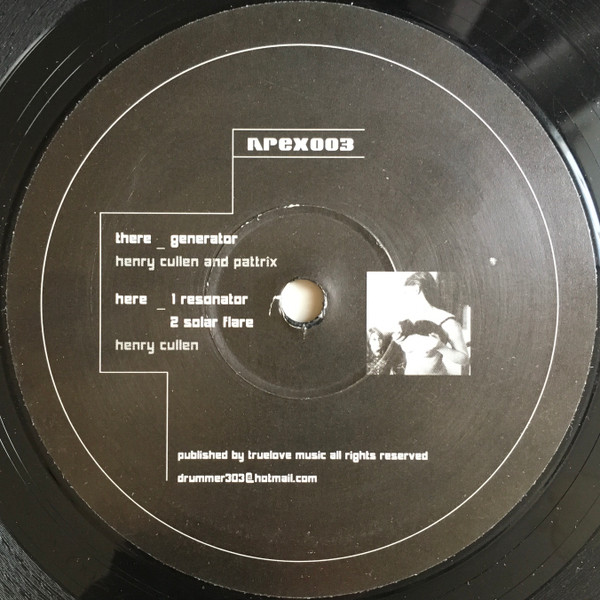 apex003
there _ generator
henry cullen and pattrix
here _ 1 resonator
2 solar flare
henry cullen
published by truelove music all rights reserved
drummer303@hotmail.com